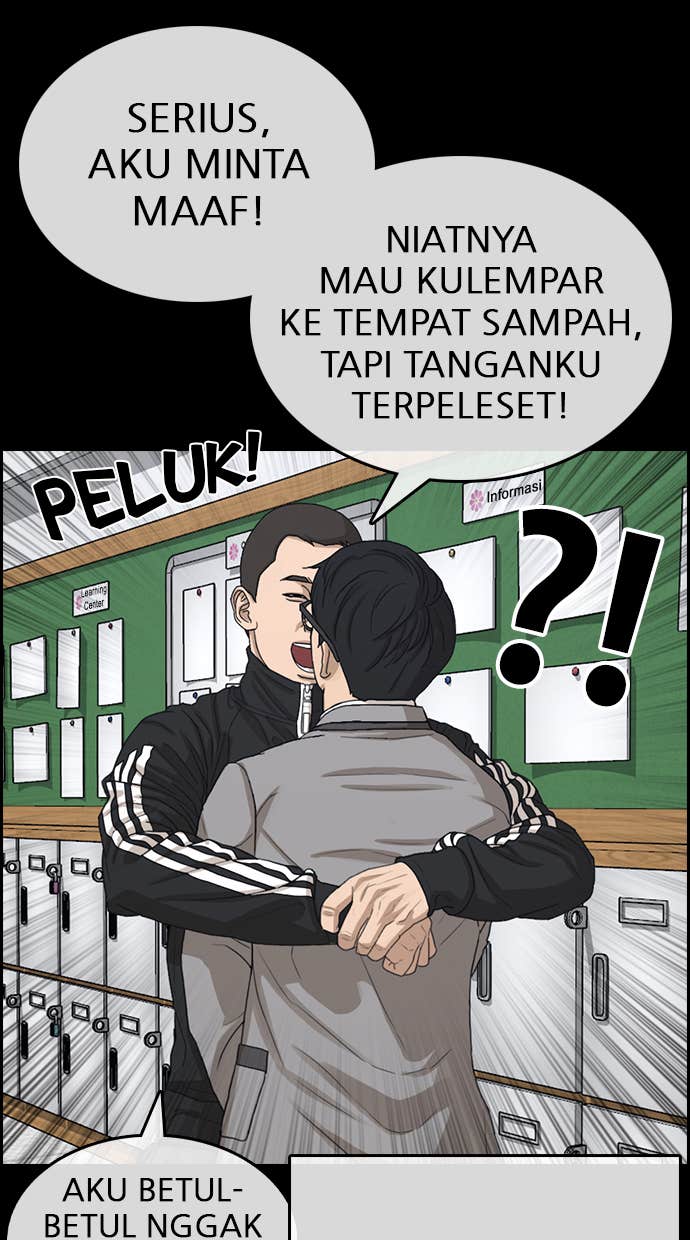 SERIUS,
AKU MINTA
MAAF!
NIATNYA
MAU KULEMPAR
KE TEMPAT SAMPAH,
TAPI TANGANKU
TERPELESET!
PELUK!
Informasi
?!
Learning
Center
AKU BETUL-
BETUL NGGAK